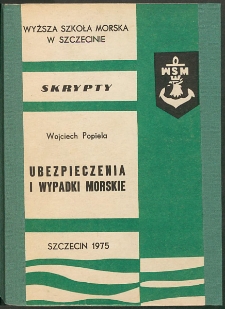 WYŻSZA SZKOŁA MORSKA
W SZCZECINIE
WSM
SKRYPTY
Wojciech Popiela
UBEZPIECZENIA
I WYPADKI MORSKIE
SZCZECIN 1975